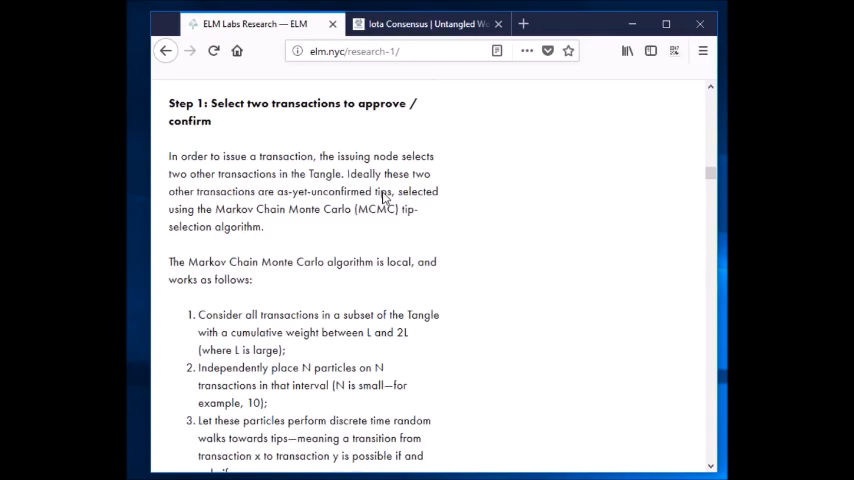 ELM Labs Research — ELM
Iota Consensus | Untangled Wo
elm.nyc/research-1/
Step 1: Select two transactions to approve /
confirm
In order to issue a transaction, the issuing node selects
two other transactions in the Tangle. Ideally these two
other transactions are as-yet-unconfirmed tips, selected
using the Markov Chain Monte Carlo (MCMC) tip-
selection algorithm.
The Markov Chain Monte Carlo algorithm is local, and
works as follows:
1. Consider all transactions in a subset of the Tangle
with a cumulative weight between L and 2L
(where L is large);
2. Independently place N particles on N
transactions in that interval (N is small—for
example, 10);
3. Let these particles perform discrete time random
walks towards tips—meaning a transition from
transaction x to transaction y is possible if and